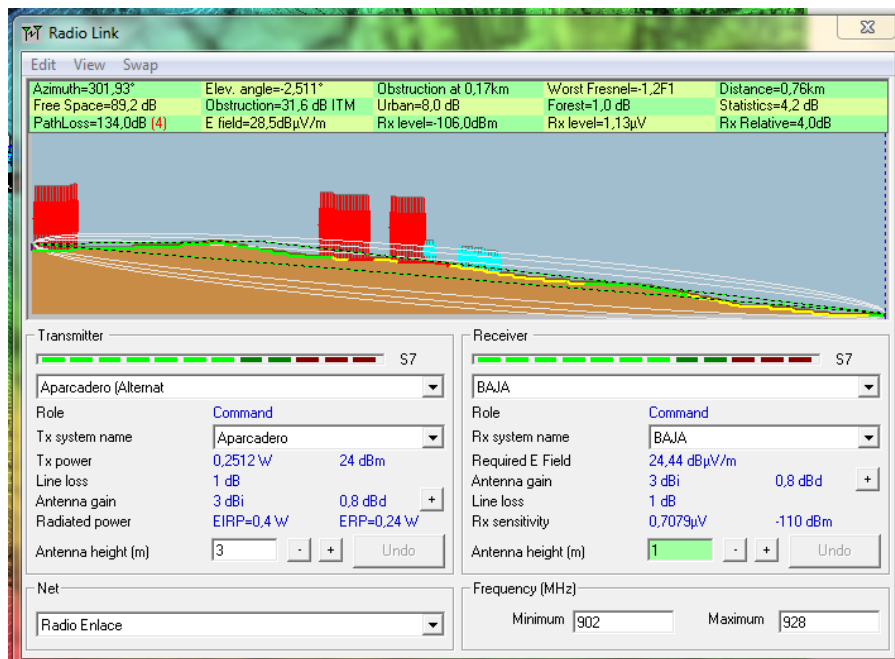 Radio Link
Edit View Swap
Azimuth=301,93° Elev. angle=-2,511° Obstruction at 0,17km Worst Fresnel=-1,2F1 Distance=0,76km
Free Space=89,2 dB Obstruction=31,6 dB ITM Urban=8,0 dB Forest=1,0 dB Statistics=4,2 dB
PathLoss=134,0dB (4) E field=28,5dBµV/m Rx level=-106,0dBm Rx level=1,13µV Rx Relative=4,0dB
Transmitter
S7
Aparcadero (Alternat
Role Command
Tx system name Aparcadero
Tx power 0,2512 W 24 dBm
Line loss 1 dB
Antenna gain 3 dBi 0,8 dBd +
Radiated power EIRP=0,4 W ERP=0,24 W
Antenna height (m) 3 - + Undo
Net
Radio Enlace
Receiver
S7
BAJA
Role Command
Rx system name BAJA
Required E Field 24,44 dBµV/m
Antenna gain 3 dBi 0,8 dBd +
Line loss 1 dB
Rx sensitivity 0,7079µV -110 dBm
Antenna height (m) 1 - + Undo
Frequency (MHz)
Minimum 902 Maximum 928